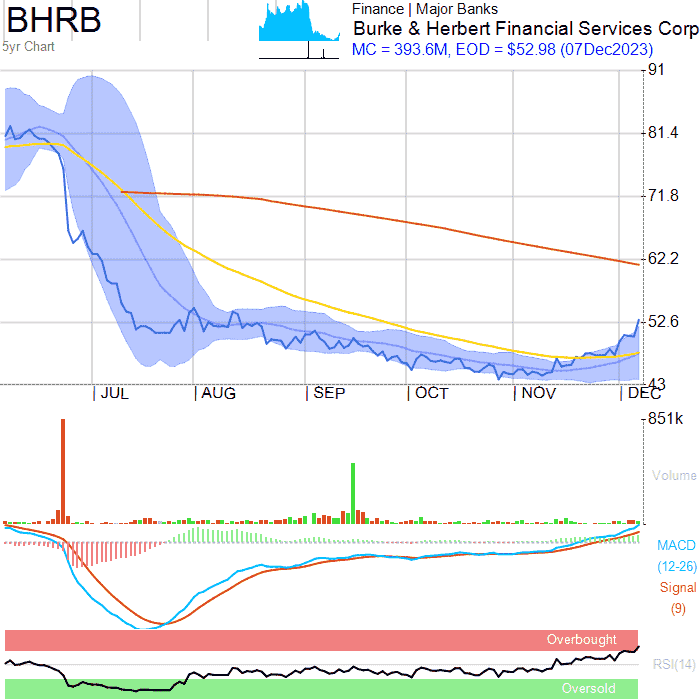 BHRB
5yr Chart
Finance | Major Banks
Burke & Herbert Financial Services Corp
MC = 393.6M, EOD = $52.98 (07Dec2023)
91
81.4
71.8
62.2
52.6
43
JUL AUG SEP OCT NOV DEC
851k
Volume
MACD
(12-26)
Signal
(9)
Overbought
RSI(14)
Oversold